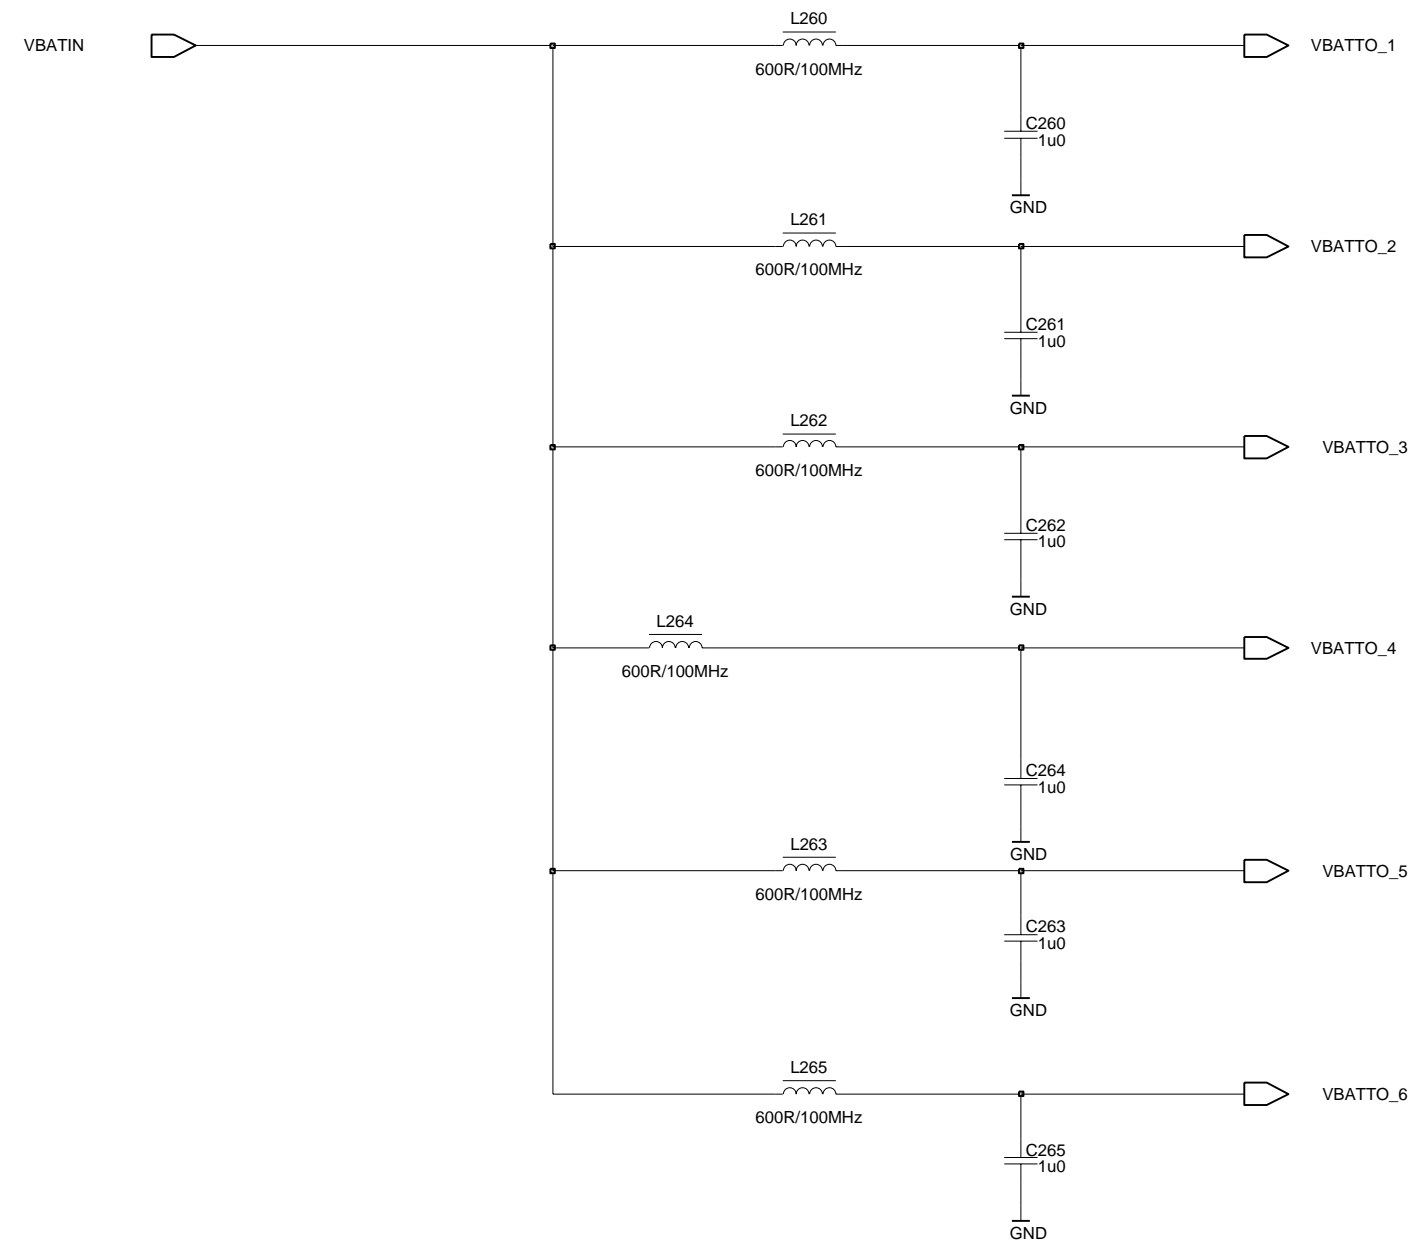 L260
VBATIN
VBATTO_1
600R/100MHz
C260
1u0
GND
L261
VBATTO_2
600R/100MHz
C261
1u0
GND
L262
VBATTO_3
600R/100MHz
C262
1u0
GND
L264
VBATTO_4
600R/100MHz
C264
1u0
GND
L263
VBATTO_5
600R/100MHz
C263
1u0
GND
L265
VBATTO_6
600R/100MHz
C265
1u0
GND